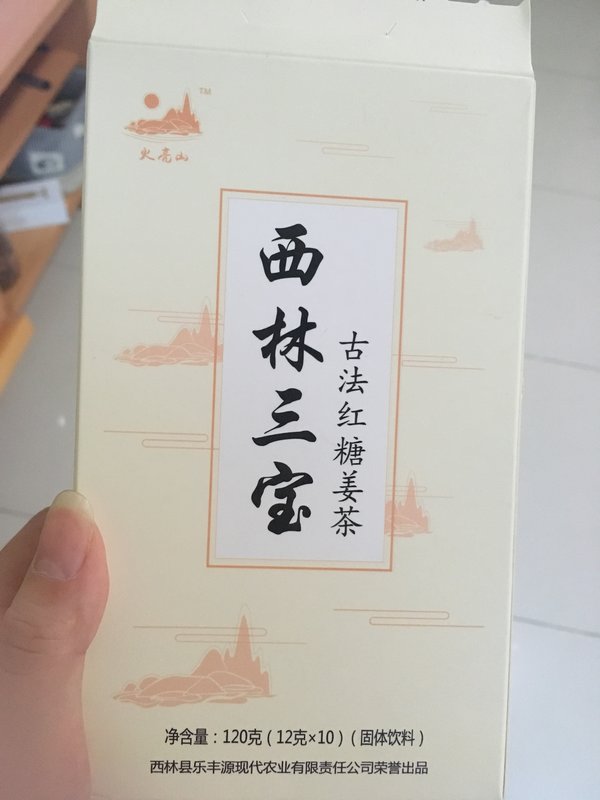 TM
火亮山
西林三宝
古法红糖姜茶
净含量：120克（12克×10）（固体饮料）
西林县乐丰源现代农业有限责任公司荣誉出品